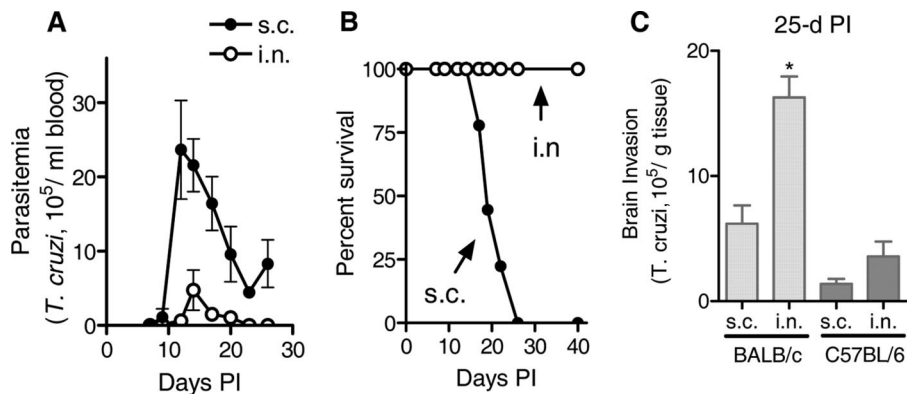 A
s.c.
i.n.
Parasitemia
( T. cruzi, 10⁵/ ml blood)
30
20
10
0
0
10
20
30
Days PI
B
Percent survival
100
75
50
25
0
i.n
s.c.
0
10
20
30
40
Days PI
C
25-d PI
Brain Invasion
(T. cruzi, 10⁵/ g tissue)
20
10
0
*
s.c.
i.n.
s.c.
i.n.
BALB/c
C57BL/6